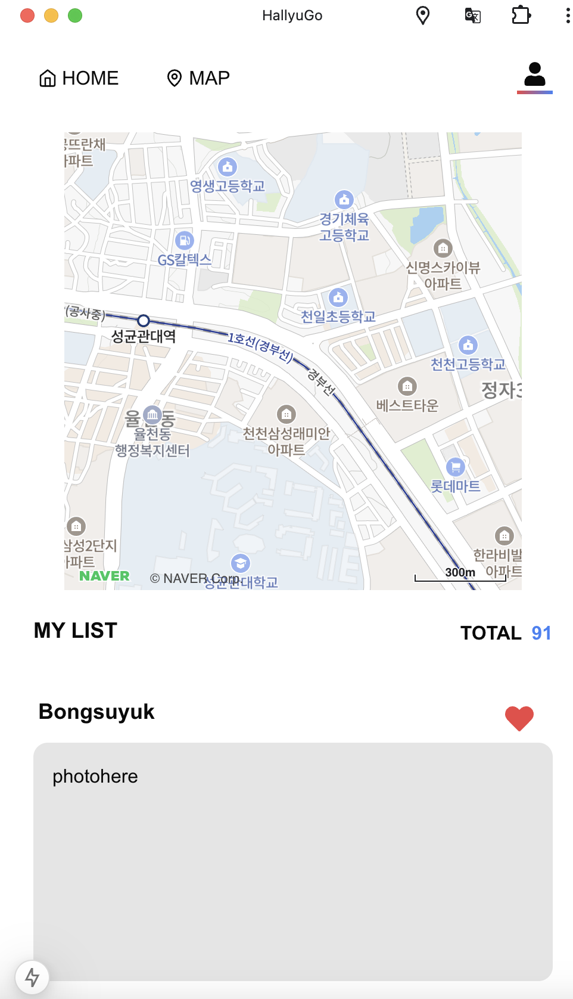 HallyuGo
HOME
MAP
뜨란채
파트
영생고등학교
경기체육
고등학교
GS칼텍스
신명스카이뷰
아파트
천일초등학교
(공사중)
성균관대역
1호선(경부선)
천천고등학교
경부선
정자3
베스트타운
율천동
율천동
행정복지센터
천천삼성래미안
아파트
롯데마트
삼성2단지
아파트
한라비발
아파트
NAVER
© NAVER Corp.
성균관대학교
300m
MY LIST
TOTAL 91
Bongsuyuk
photohere